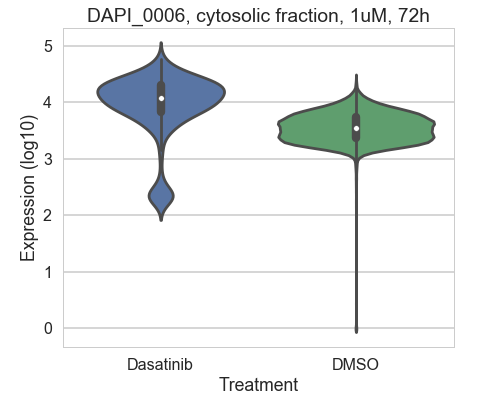 DAPI_0006, cytosolic fraction, 1uM, 72h
Expression (log10)
5
4
3
2
1
0
Dasatinib DMSO
Treatment